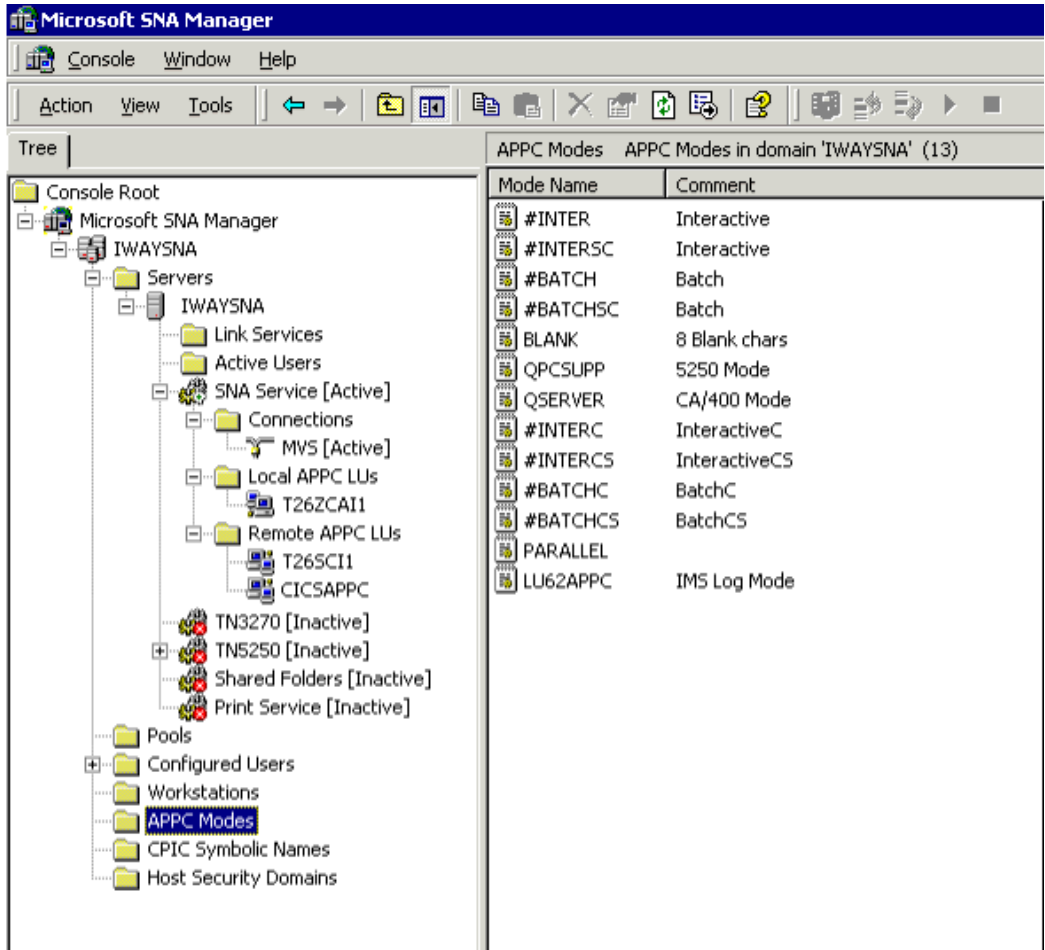 Microsoft SNA Manager
Console Window Help
Action View Tools
Tree
Console Root
Microsoft SNA Manager
IWAYSNA
Servers
IWAYSNA
Link Services
Active Users
SNA Service [Active]
Connections
MVS [Active]
Local APPC LUs
T26ZCAI1
Remote APPC LUs
T26SCI1
CICSAPPC
TN3270 [Inactive]
TN5250 [Inactive]
Shared Folders [Inactive]
Print Service [Inactive]
Pools
Configured Users
Workstations
APPC Modes
CPIC Symbolic Names
Host Security Domains
APPC Modes APPC Modes in domain 'IWAYSNA' (13)
Mode Name Comment
#INTER Interactive
#INTERSC Interactive
#BATCH Batch
#BATCHSC Batch
BLANK 8 Blank chars
QPCSUPP 5250 Mode
QSERVER CA/400 Mode
#INTERC InteractiveC
#INTERCS InteractiveCS
#BATCHC BatchC
#BATCHCS BatchCS
PARALLEL
LU62APPC IMS Log Mode